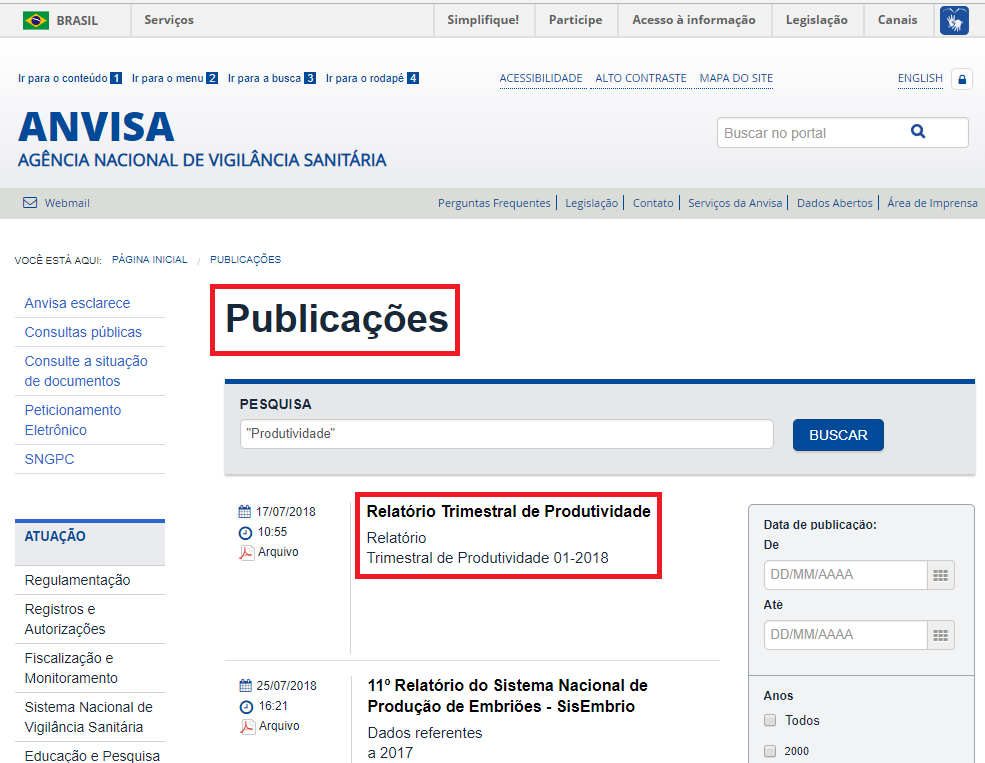 BRASIL
Serviços
Simplifique!
Participe
Acesso à informação
Legislação
Canais
Ir para o conteúdo 1 Ir para o menu 2 Ir para a busca 3 Ir para o rodapé 4
ACESSIBILIDADE ALTO CONTRASTE MAPA DO SITE
ENGLISH
ANVISA
AGÊNCIA NACIONAL DE VIGILÂNCIA SANITÁRIA
Buscar no portal
Webmail
Perguntas Frequentes | Legislação | Contato | Serviços da Anvisa | Dados Abertos | Área de Imprensa
VOCÊ ESTÁ AQUI: PÁGINA INICIAL / PUBLICAÇÕES
Anvisa esclarece
Consultas públicas
Consulte a situação
de documentos
Peticionamento
Eletrônico
SNGPC
ATUAÇÃO
Regulamentação
Registros e
Autorizações
Fiscalização e
Monitoramento
Sistema Nacional de
Vigilância Sanitária
Educação e Pesquisa
Publicações
PESQUISA
"Produtividade"
BUSCAR
17/07/2018
10:55
Arquivo
Relatório Trimestral de Produtividade
Relatório
Trimestral de Produtividade 01-2018
25/07/2018
16:21
Arquivo
11º Relatório do Sistema Nacional de
Produção de Embriões - SisEmbrio
Dados referentes
a 2017
Data de publicação:
De
DD/MM/AAAA
Até
DD/MM/AAAA
Anos
Todos
2000